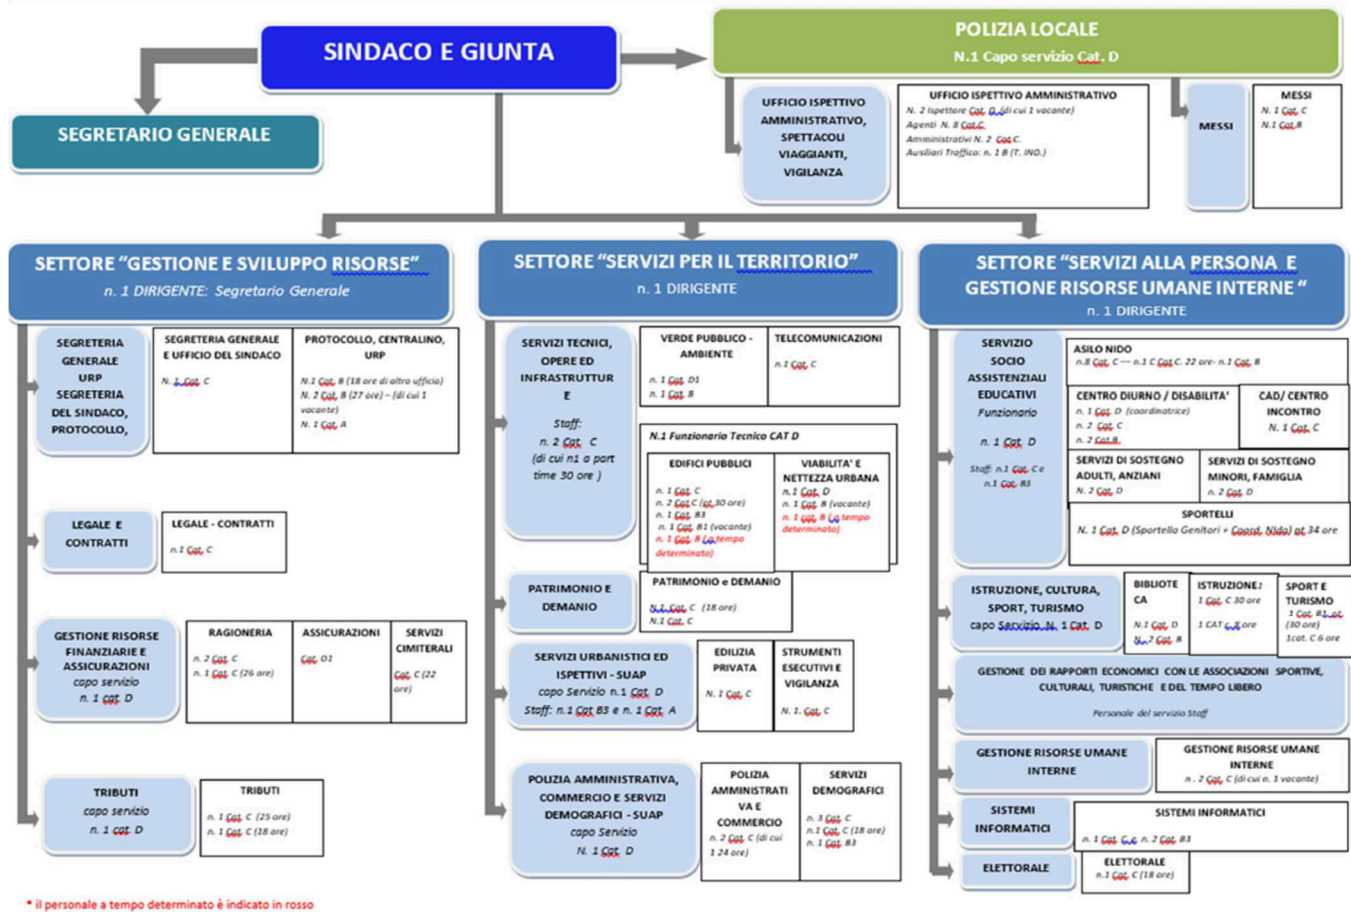 SINDACO E GIUNTA
POLIZIA LOCALE
N.1 Capo servizio Cat. D
SEGRETARIO GENERALE
UFFICIO ISPETTIVO
AMMINISTRATIVO,
SPETTACOLI
VIAGGIANTI,
VIGILANZA
UFFICIO ISPETTIVO AMMINISTRATIVO
N. 2 Ispettore Cat. D (di cui 1 vacante)
Agenti N. 8 Cat.C.
Amministrativi N. 2 Cat.C.
Ausiliari Traffico: n. 1 B (T. IND.)
MESSI
MESSI
N. 1 Cat. C
N.1 Cat.B
SETTORE “GESTIONE E SVILUPPO RISORSE“
n. 1 DIRIGENTE: Segretario Generale
SEGRETERIA
GENERALE
URP
SEGRETERIA
DEL SINDACO,
PROTOCOLLO,
SEGRETERIA GENERALE
E UFFICIO DEL SINDACO
N. 1 Cat. C
PROTOCOLLO, CENTRALINO,
URP
N.1 Cat. B (18 ore di altro ufficio)
N. 2 Cat. B (27 ore) – (di cui 1
vacante)
N. 1 Cat. A
LEGALE E
CONTRATTI
LEGALE - CONTRATTI
n.1 Cat. C
GESTIONE RISORSE
FINANZIARIE E
ASSICURAZIONI
capo servizio
n. 1 cat. D
RAGIONERIA
n. 2 Cat. C
n. 1 Cat. C (26 ore)
ASSICURAZIONI
Cat. D1
SERVIZI
CIMITERIALI
Cat. C (22
ore)
TRIBUTI
capo servizio
n. 1 cat. D
TRIBUTI
n. 1 Cat. C (25 ore)
n. 1 Cat. C (18 ore)
SETTORE “SERVIZI PER IL TERRITORIO”
n. 1 DIRIGENTE
SERVIZI TECNICI,
OPERE ED
INFRASTRUTTUR
E
Staff:
n. 2 Cat. C
(di cui n1 a part
time 30 ore )
VERDE PUBBLICO -
AMBIENTE
n. 1 Cat. D1
n. 1 Cat. B
TELECOMUNICAZIONI
n.1 Cat. C
N.1 Funzionario Tecnico CAT D
EDIFICI PUBBLICI
n. 1 Cat. C
n. 2 Cat C (pt.30 ore)
n. 1 Cat. B3
n. 1 Cat. B1 (vacante)
n. 1 cat. B (a tempo
determinato)
VIABILITA’ E
NETTEZZA URBANA
n. 1 Cat. D
n. 1 Cat. B (vacante)
n. 1 cat. B ( a tempo
determinato)
PATRIMONIO E
DEMANIO
PATRIMONIO e DEMANIO
N.1. Cat. C (18 ore)
N.1 Cat. C
SERVIZI URBANISTICI ED
ISPETTIVI - SUAP
capo Servizio n.1 Cat. D
Staff: n.1 Cat B3 e n. 1 Cat. A
EDILIZIA
PRIVATA
N. 1 Cat. C
STRUMENTI
ESECUTIVI E
VIGILANZA
N. 1. Cat. C
POLIZIA AMMINISTRATIVA,
COMMERCIO E SERVIZI
DEMOGRAFICI - SUAP
capo Servizio
N. 1 Cat. D
POLIZIA
AMMINISTRATI
VA E
COMMERCIO
n. 2 Cat. C (di cui
1 24 ore)
SERVIZI
DEMOGRAFICI
n. 3 Cat. C
n.1 Cat. C (18 ore)
n. 1 Cat. B3
SETTORE “SERVIZI ALLA PERSONA E
GESTIONE RISORSE UMANE INTERNE “
n. 1 DIRIGENTE
SERVIZIO
SOCIO
ASSISTENZIALI
EDUCATIVI
Funzionario
n. 1 Cat. D
Staff: n.1 Cat. C e
n.1 Cat. B3
ASILO NIDO
n.8 Cat. C — n.1 C Cat C. 22 ore- n.1 Cat. B
CENTRO DIURNO / DISABILITA’
n. 1 Cat. D (coordinatrice)
n. 2 Cat. C
n. 2 Cat B.
CAD/ CENTRO
INCONTRO
N. 1 Cat. C
SERVIZI DI SOSTEGNO
ADULTI, ANZIANI
N. 2 Cat. D
SERVIZI DI SOSTEGNO
MINORI, FAMIGLIA
n. 2 Cat. D
SPORTELLI
N. 1 Cat. D (Sportello Genitori + Coord. Nido) pt 34 ore
ISTRUZIONE, CULTURA,
SPORT, TURISMO
capo Servizio N. 1 Cat. D
BIBLIOTE
CA
N.1 Cat. D
N. 2 Cat. B
ISTRUZIONE:
1 Cat. C 30 ore
1 CAT c. 8 ore
SPORT E
TURISMO
1 Cat. B1 pt.
(30 ore)
1cat. C 6 ore
GESTIONE DEI RAPPORTI ECONOMICI CON LE ASSOCIAZIONI SPORTIVE,
CULTURALI, TURISTICHE E DEL TEMPO LIBERO
Personale del servizio Staff
GESTIONE RISORSE UMANE
INTERNE
GESTIONE RISORSE UMANE
INTERNE
n . 2 Cat. C (di cui n. 1 vacante)
SISTEMI
INFORMATICI
SISTEMI INFORMATICI
n. 1 Cat. C e n. 2 Cat. B3
ELETTORALE
ELETTORALE
n.1 Cat. C (18 ore)
* il personale a tempo determinato è indicato in rosso